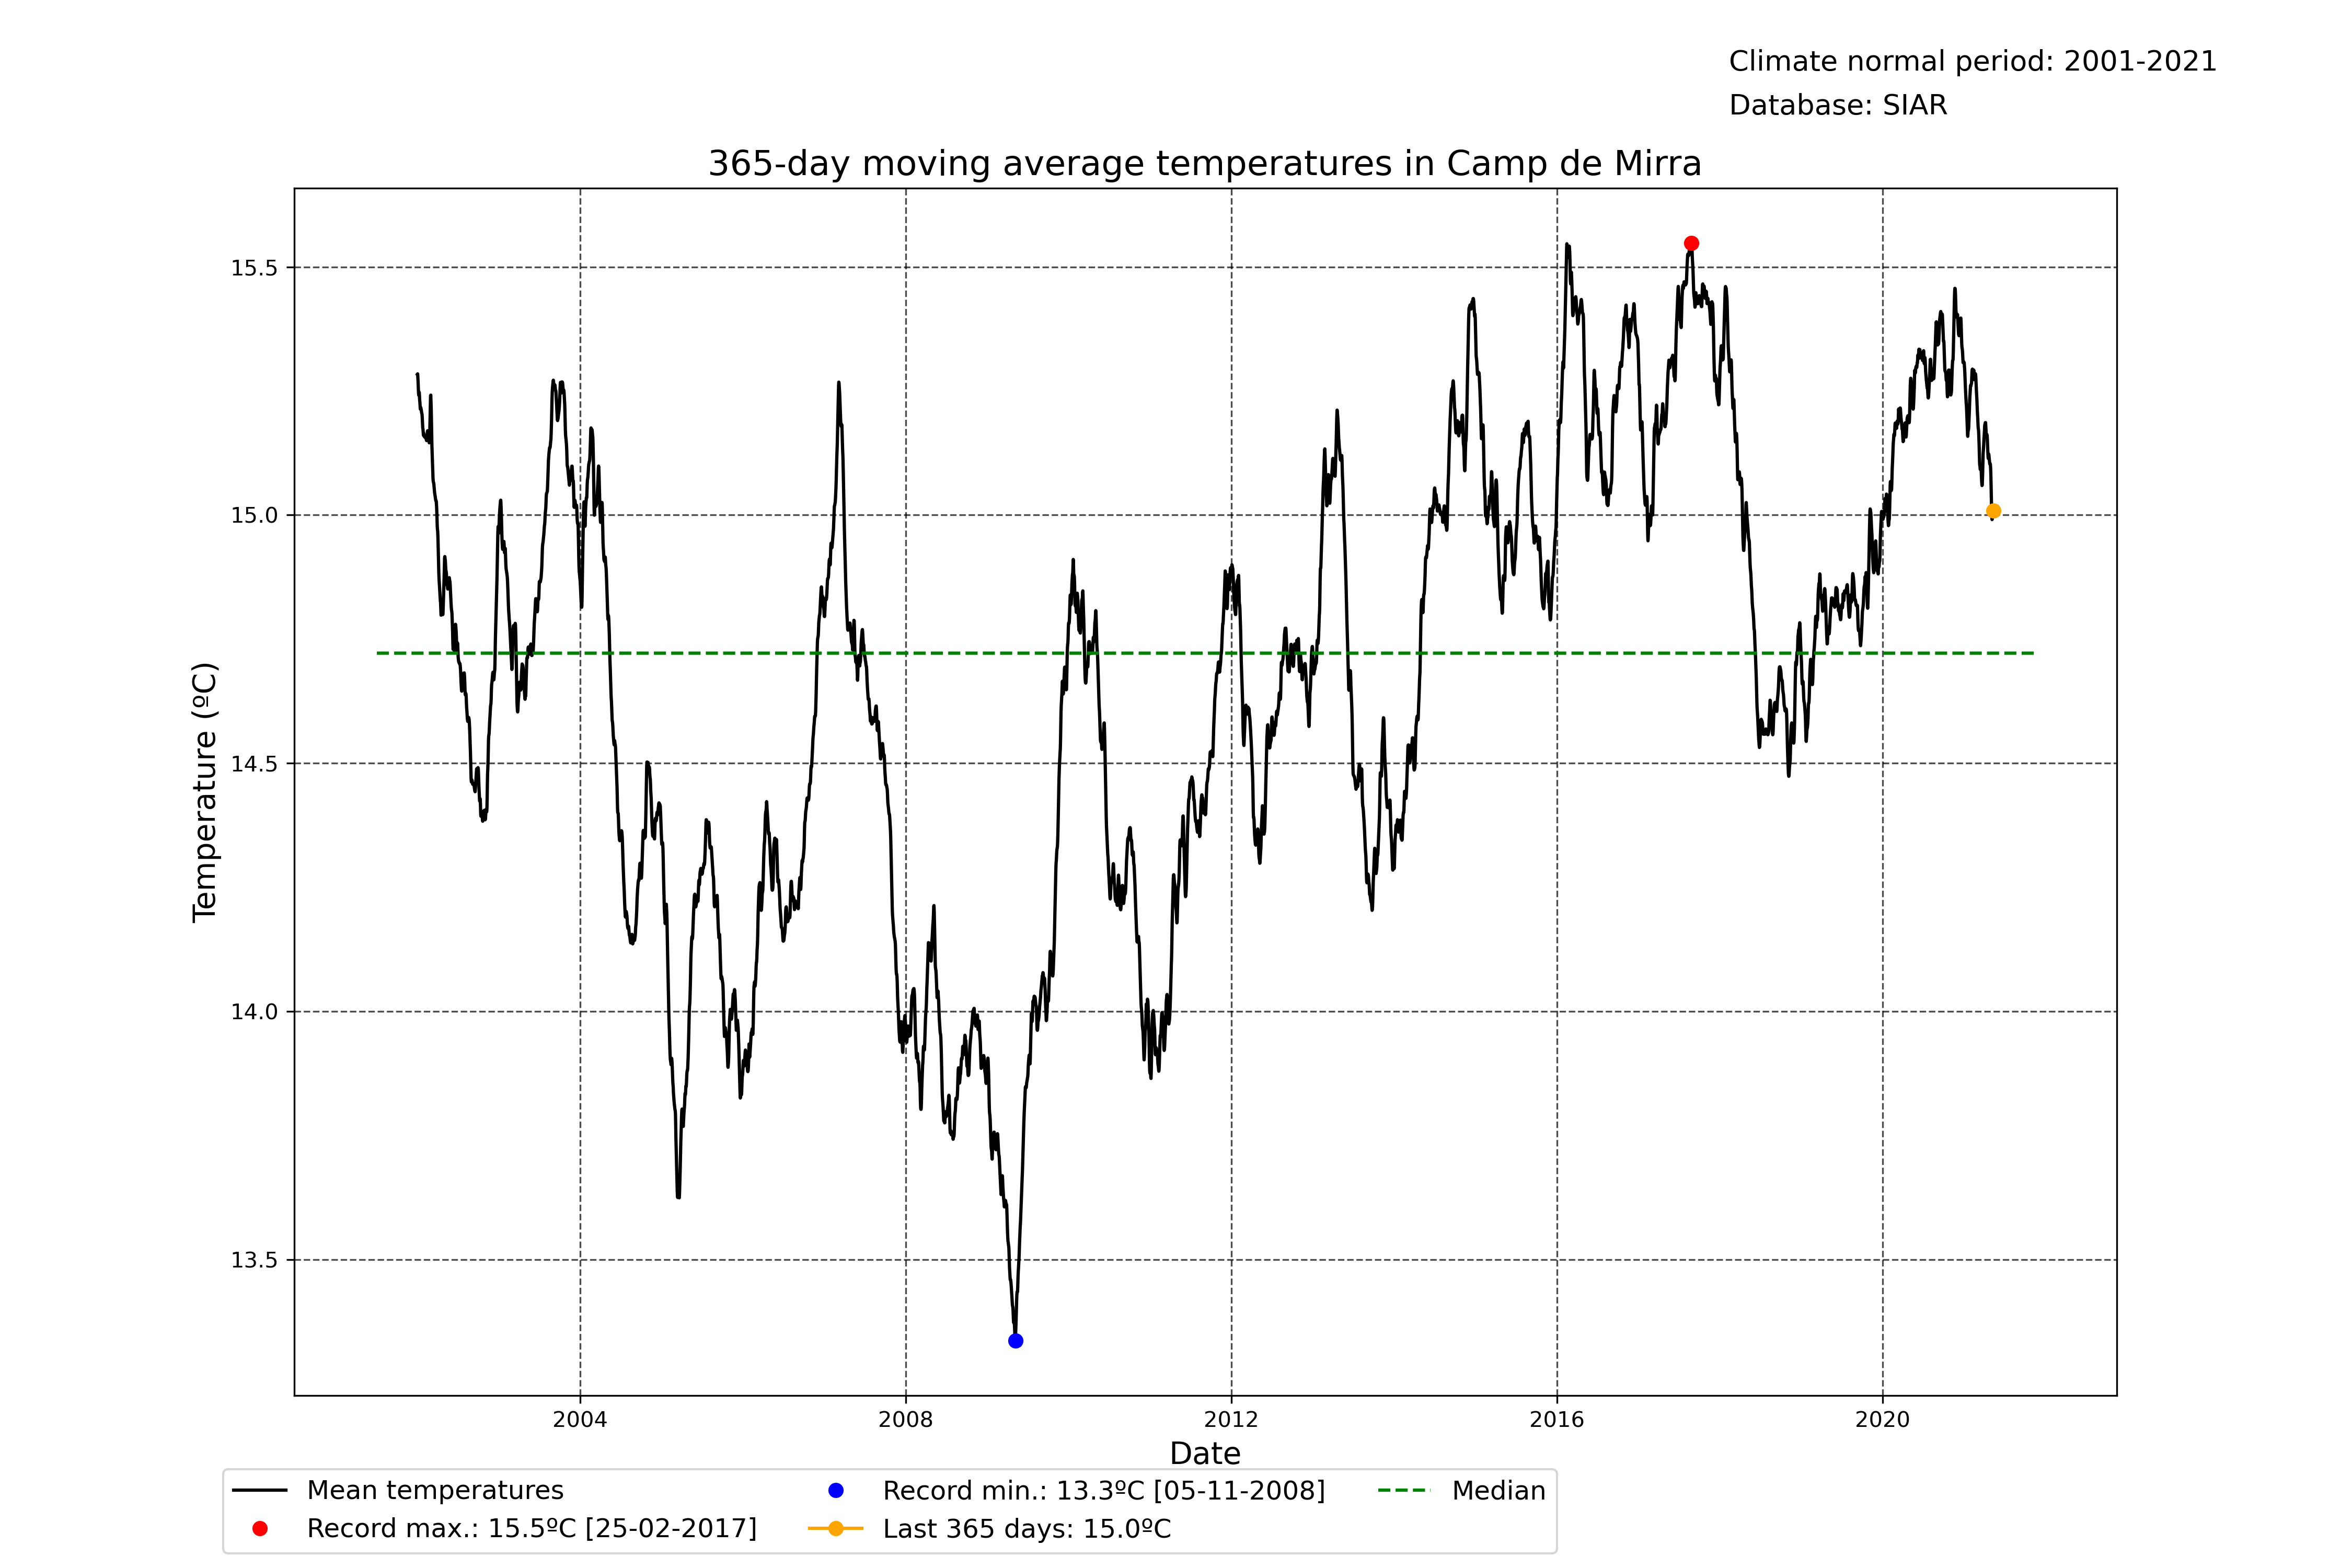 Climate normal period: 2001-2021
Database: SIAR
365-day moving average temperatures in Camp de Mirra
Temperature (ºC)
15.5
15.0
14.5
14.0
13.5
2004
2008
2012
2016
2020
Date
Mean temperatures
Record max.: 15.5ºC [25-02-2017]
Record min.: 13.3ºC [05-11-2008]
Last 365 days: 15.0ºC
Median